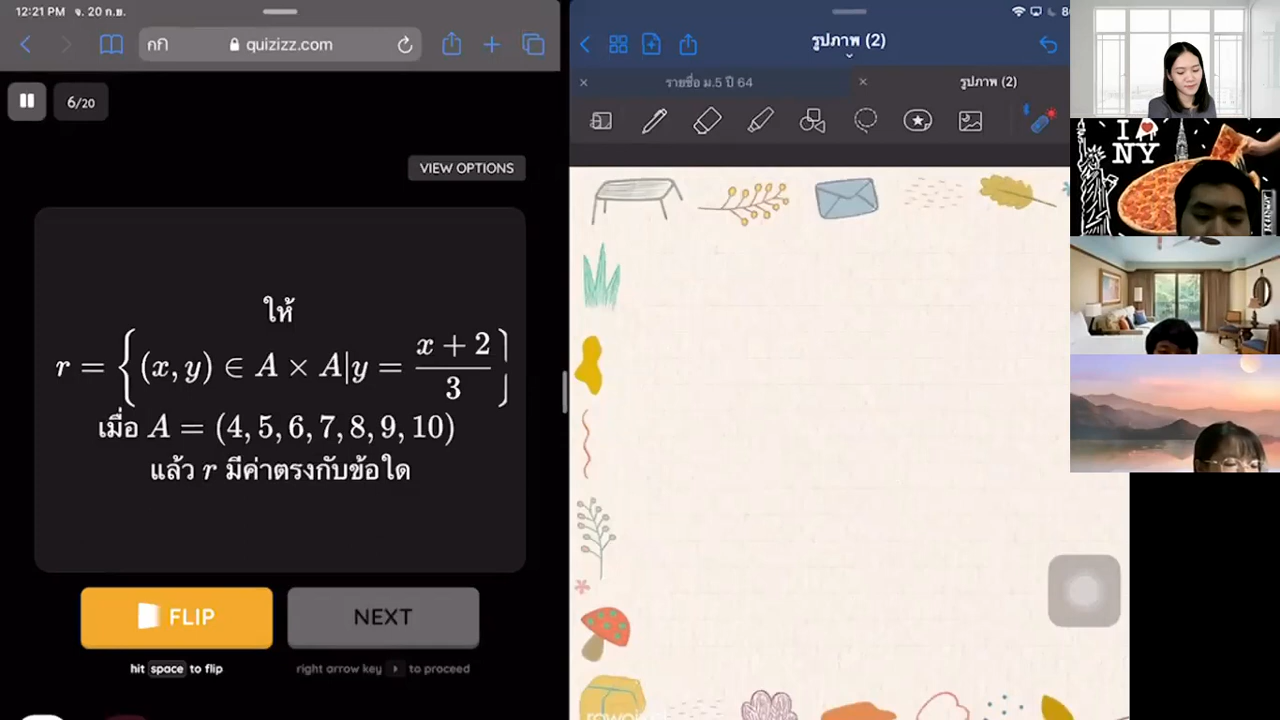 12:21 PM จ. 20 ก.ย.
กกิ
quizizz.com
6/20
VIEW OPTIONS
ให้
r = {(x, y) ∈ A × A|y = \frac{x + 2}{3}}
เมื่อ A = (4, 5, 6, 7, 8, 9, 10)
แล้ว r มีค่าตรงกับข้อใด
FLIP
NEXT
hit space to flip
right arrow key to proceed
รูปภาพ (2)
รายชื่อ ม.5 ปี 64
รูปภาพ (2)
I NY